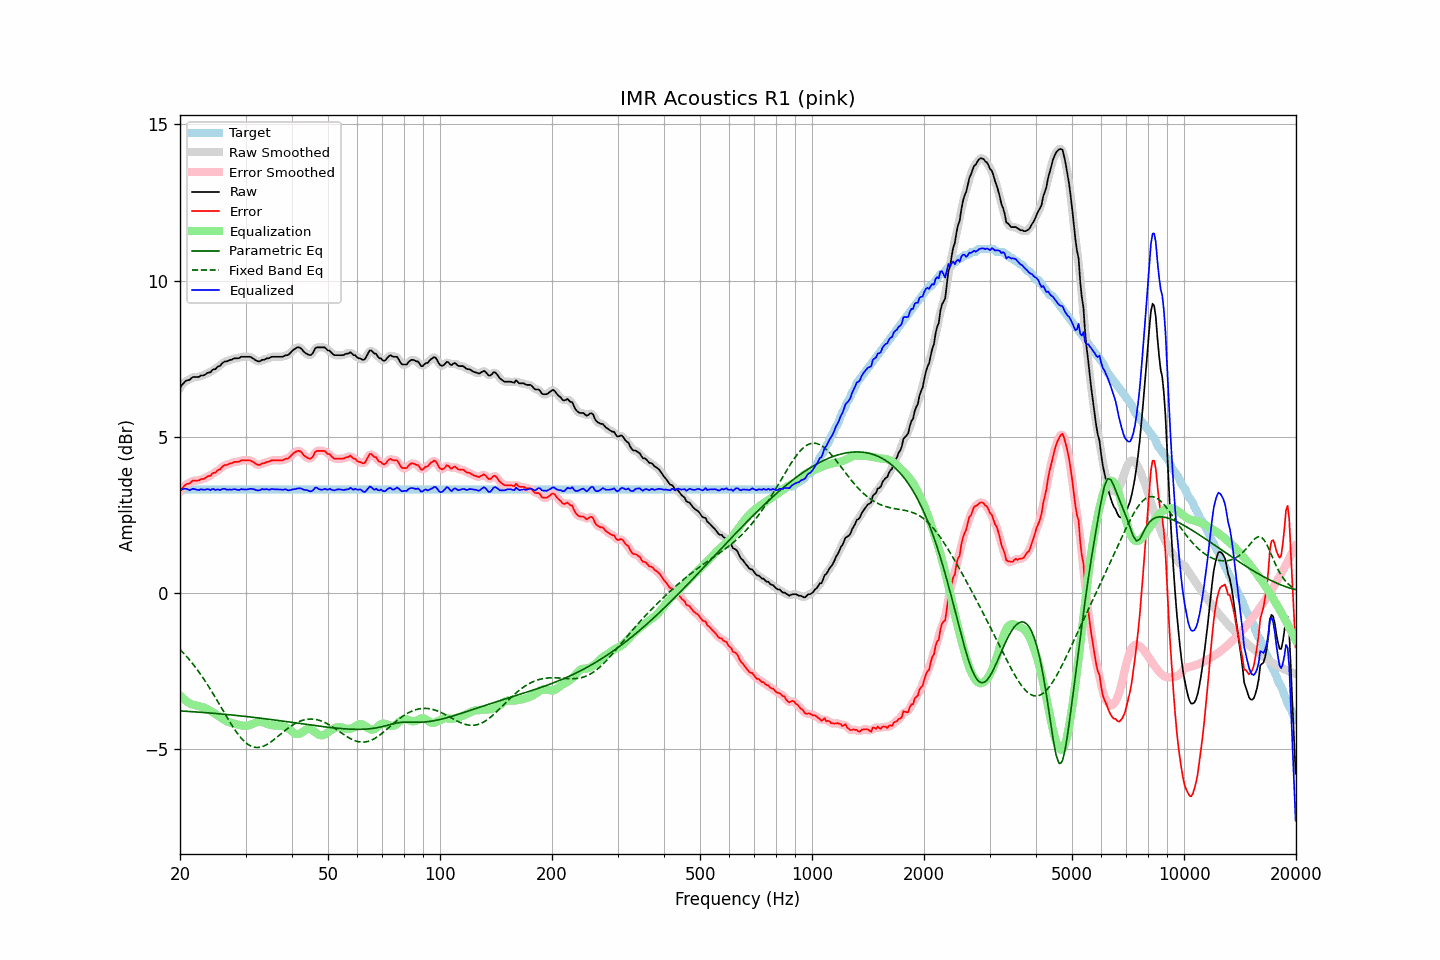 IMR Acoustics R1 (pink)
Target
Raw Smoothed
Error Smoothed
Raw
Error
Equalization
Parametric Eq
Fixed Band Eq
Equalized
15
10
5
0
−5
Amplitude (dBr)
20 50 100 200 500 1000 2000 5000 10000 20000
Frequency (Hz)